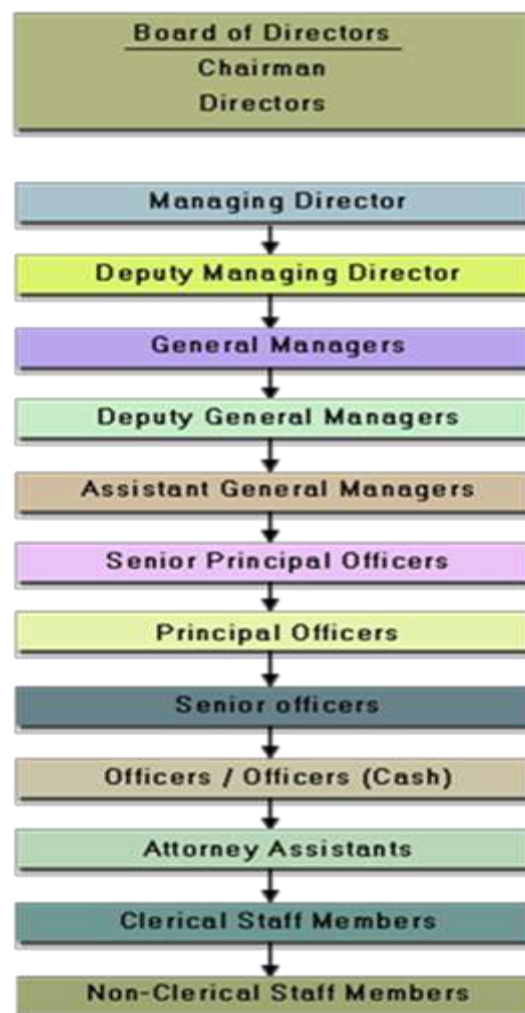 Board of Directors
Chairman
Directors
Managing Director
Deputy Managing Director
General Managers
Deputy General Managers
Assistant General Managers
Senior Principal Officers
Principal Officers
Senior officers
Officers / Officers (Cash)
Attorney Assistants
Clerical Staff Members
Non-Clerical Staff Members